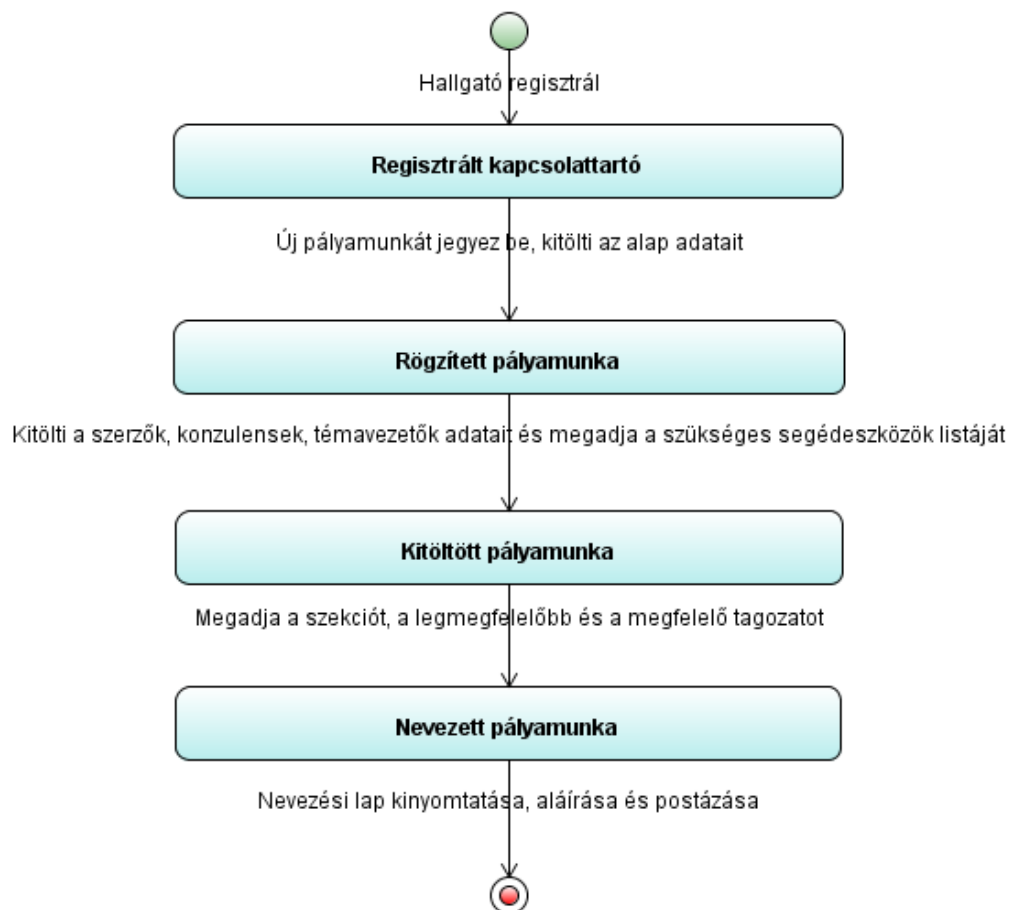 Hallgató regisztrál
Regisztrált kapcsolattartó
Új pályamunkát jegyez be, kitölti az alap adatait
Rögzített pályamunka
Kitölti a szerzők, konzulensek, témavezetők adatait és megadja a szükséges segédeszközök listáját
Kitöltött pályamunka
Megadja a szekciót, a legmegfelelőbb és a megfelelő tagozatot
Nevezett pályamunka
Nevezési lap kinyomtatása, aláírása és postázása